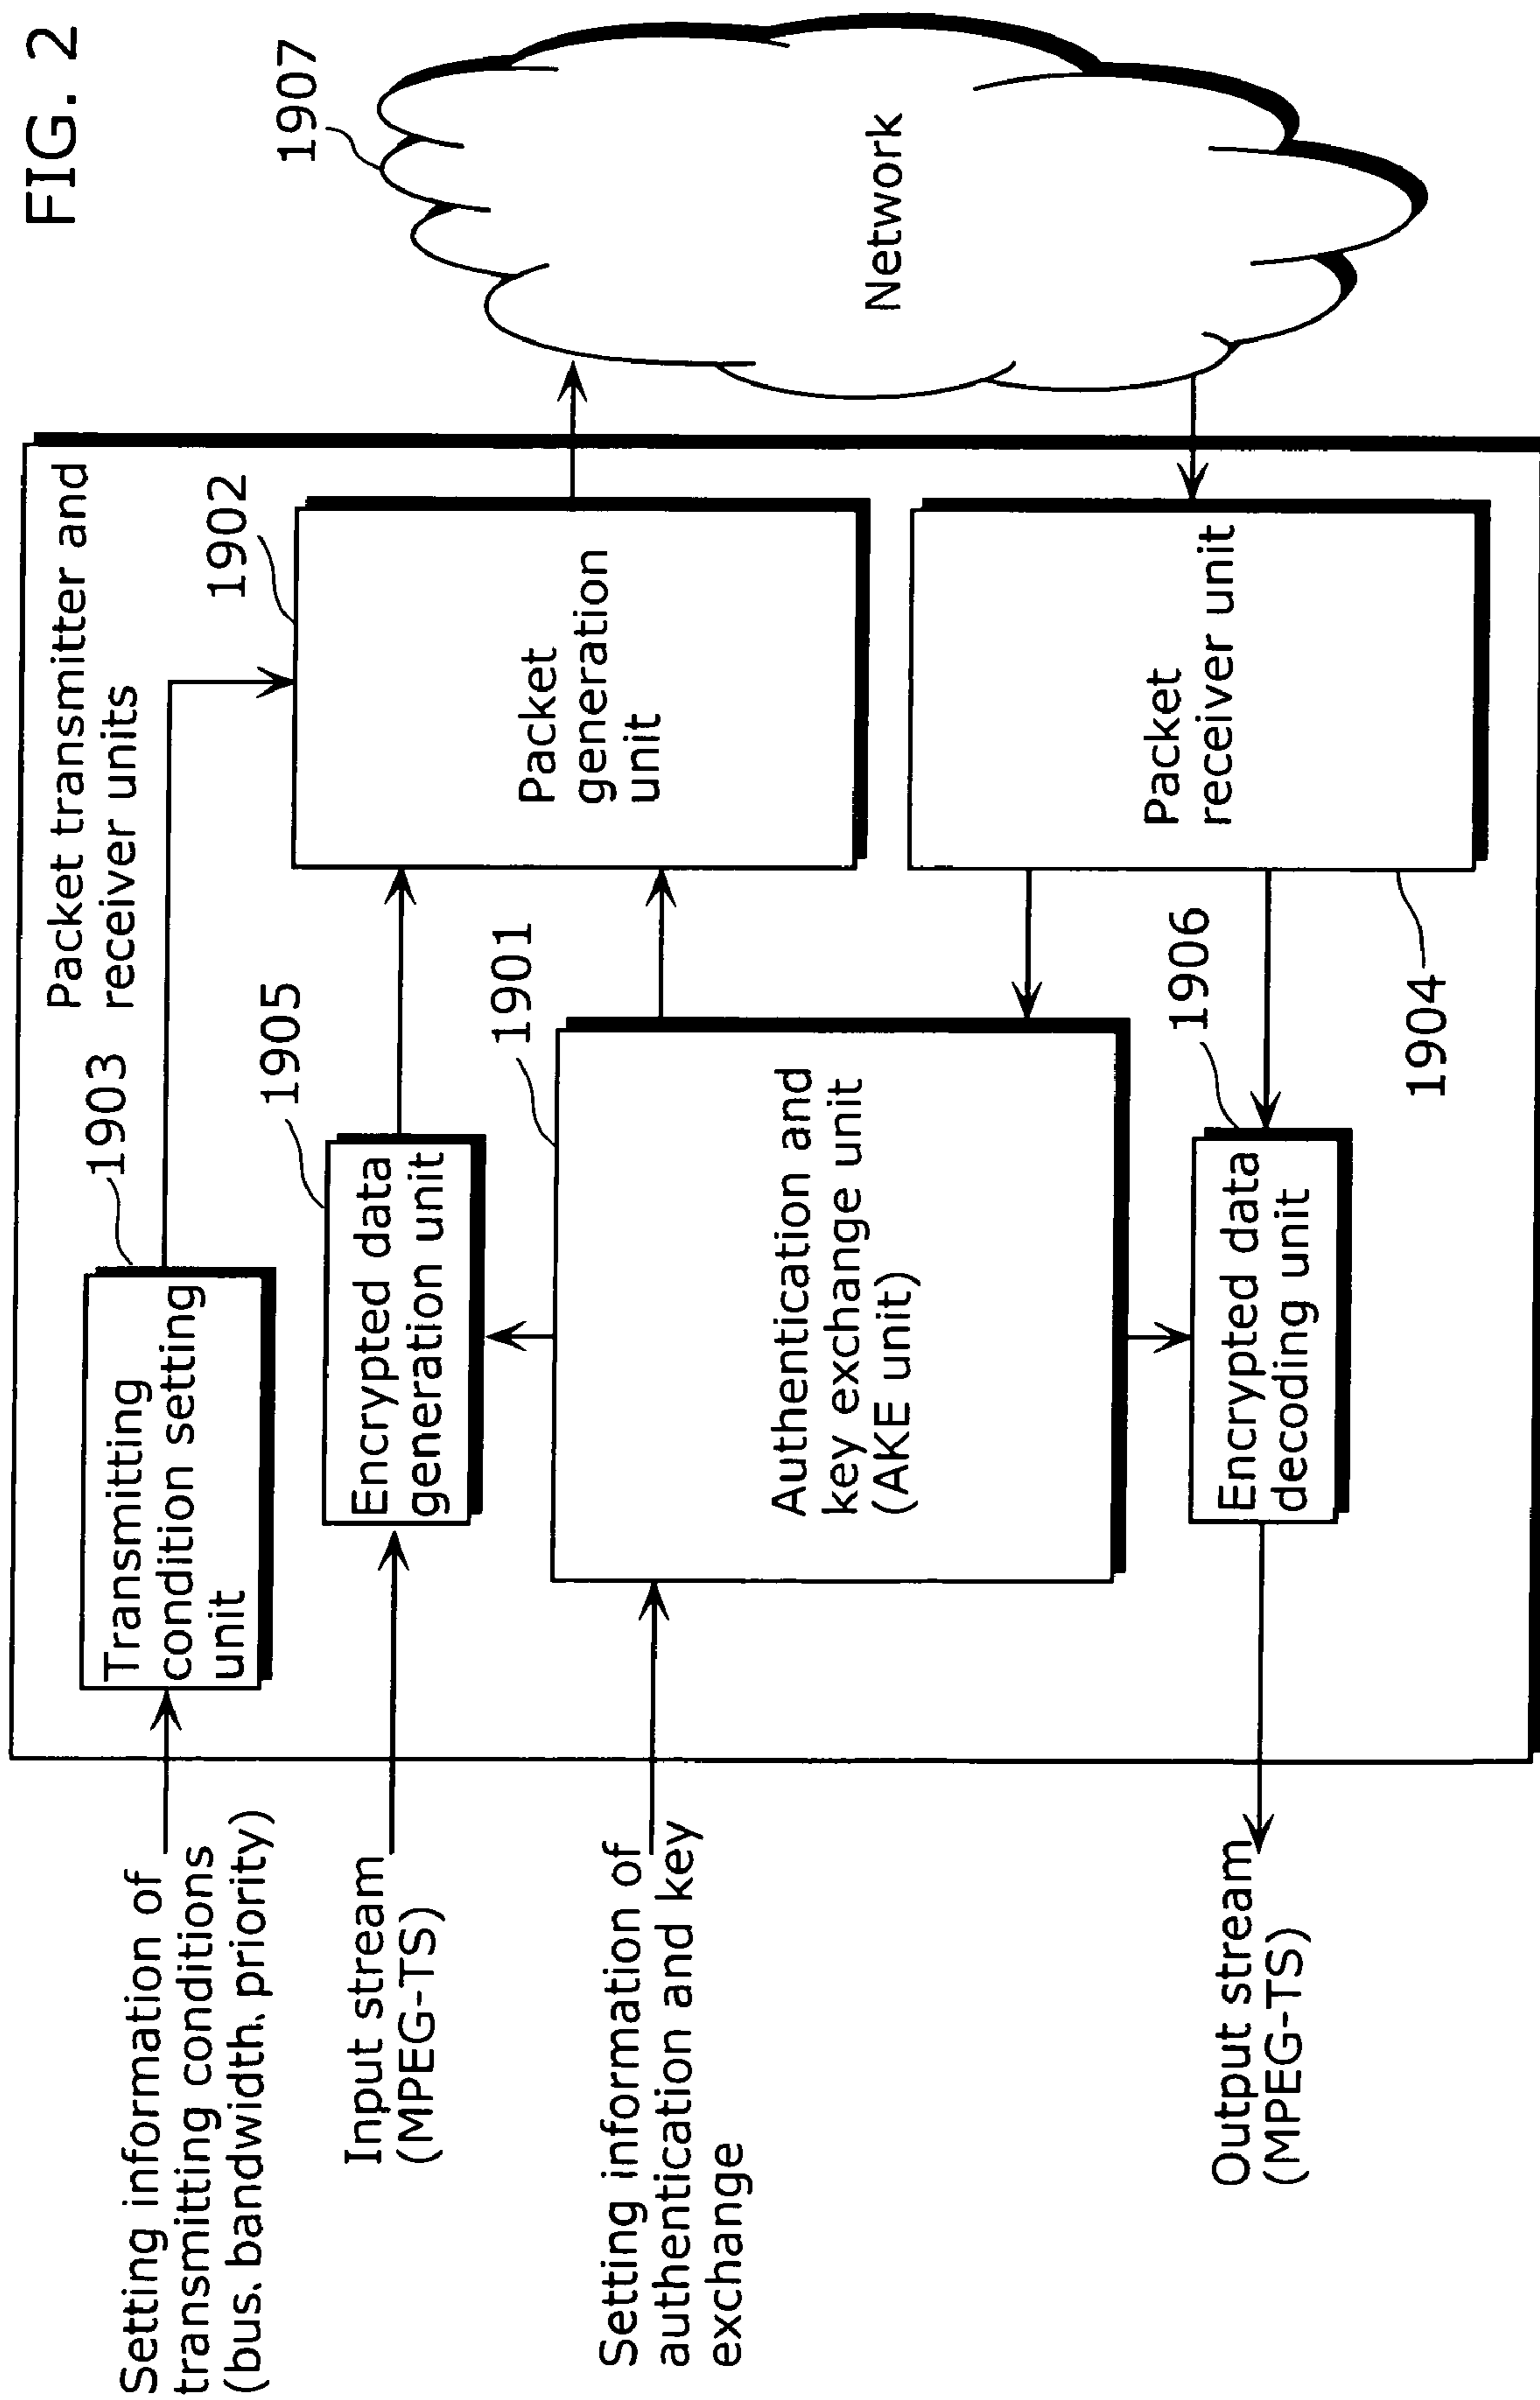 FIG. 2
Packet transmitter and
receiver units
1907
1903
Transmitting
condition setting
unit
1902
Packet
generation
unit
1905
Encrypted data
generation unit
1901
Authentication and
key exchange unit
(AKE unit)
Network
Packet
receiver unit
1906
Encrypted data
decoding unit
1904
Setting information of
transmitting conditions
(bus, bandwidth, priority)
Input stream
(MPEG-TS)
Setting information of
authentication and key
exchange
Output stream
(MPEG-TS)